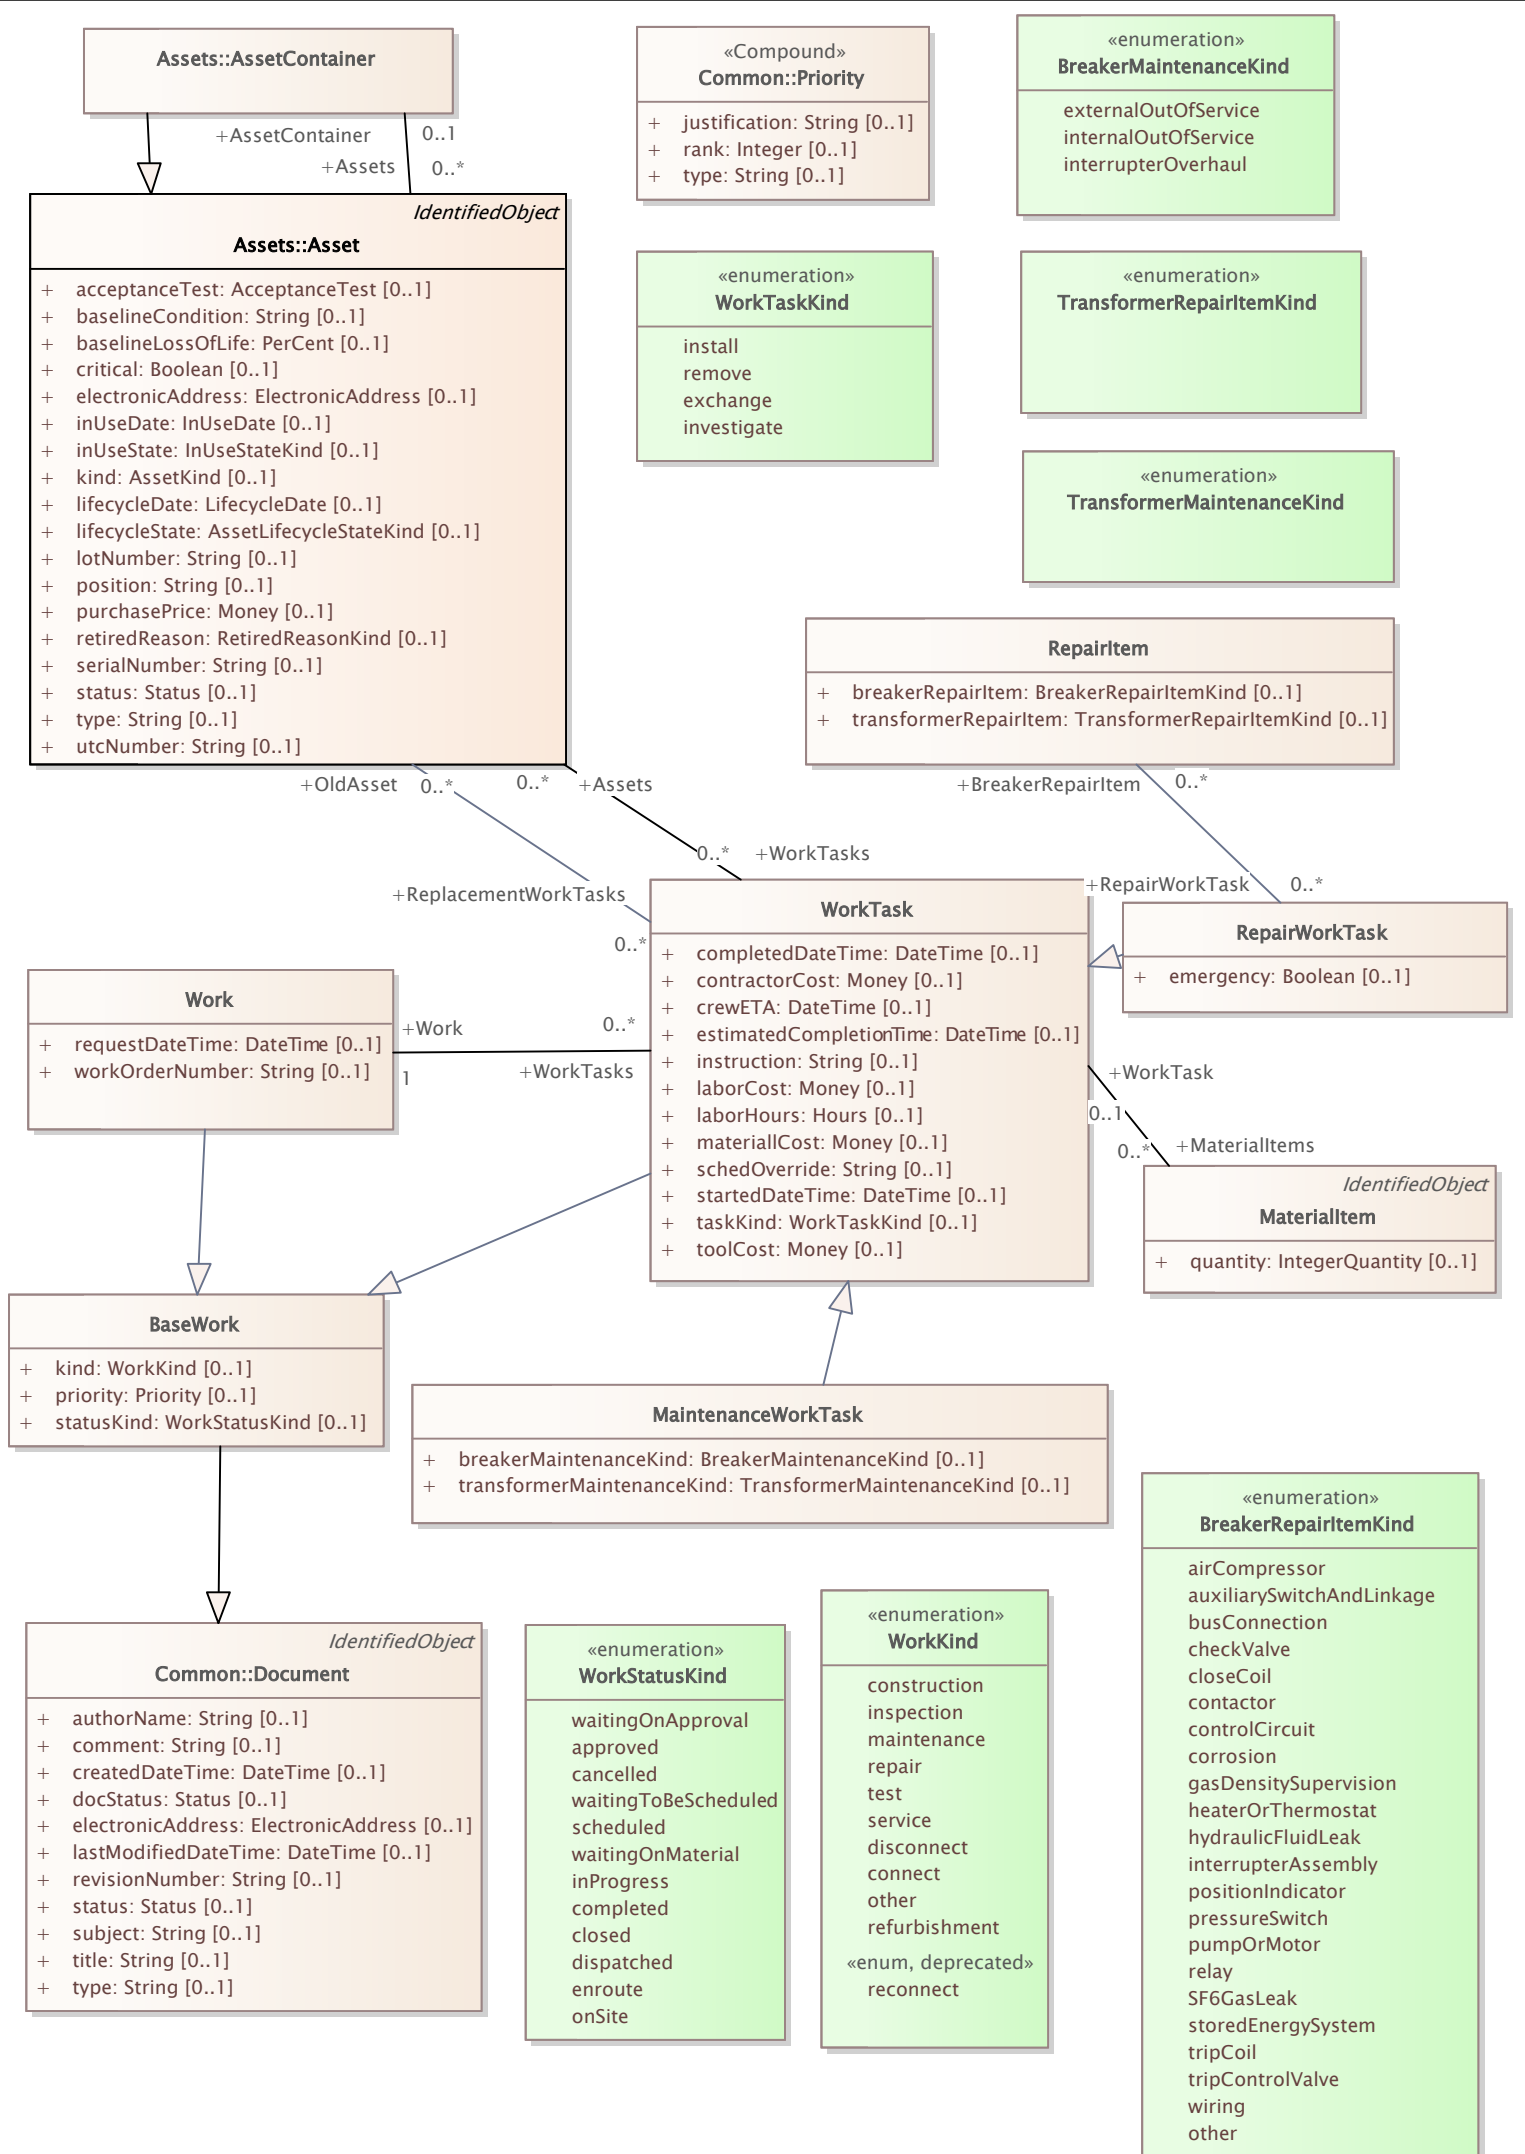 Assets::AssetContainer
+AssetContainer
0..1
+Assets
0..*
IdentifiedObject
Assets::Asset
+ acceptanceTest: AcceptanceTest [0..1]
+ baselineCondition: String [0..1]
+ baselineLossOfLife: PerCent [0..1]
+ critical: Boolean [0..1]
+ electronicAddress: ElectronicAddress [0..1]
+ inUseDate: InUseDate [0..1]
+ inUseState: InUseStateKind [0..1]
+ kind: AssetKind [0..1]
+ lifecycleDate: LifecycleDate [0..1]
+ lifecycleState: AssetLifecycleStateKind [0..1]
+ lotNumber: String [0..1]
+ position: String [0..1]
+ purchasePrice: Money [0..1]
+ retiredReason: RetiredReasonKind [0..1]
+ serialNumber: String [0..1]
+ status: Status [0..1]
+ type: String [0..1]
+ utcNumber: String [0..1]
«Compound»
Common::Priority
+ justification: String [0..1]
+ rank: Integer [0..1]
+ type: String [0..1]
«enumeration»
BreakerMaintenanceKind
externalOutOfService
internalOutOfService
interrupterOverhaul
«enumeration»
WorkTaskKind
install
remove
exchange
investigate
«enumeration»
TransformerRepairItemKind
«enumeration»
TransformerMaintenanceKind
RepairItem
+ breakerRepairItem: BreakerRepairItemKind [0..1]
+ transformerRepairItem: TransformerRepairItemKind [0..1]
+OldAsset
0..*
0..*
+Assets
+BreakerRepairItem
0..*
0..*
+WorkTasks
+ReplacementWorkTasks
0..*
+RepairWorkTask
0..*
WorkTask
+ completedDateTime: DateTime [0..1]
+ contractorCost: Money [0..1]
+ crewETA: DateTime [0..1]
+ estimatedCompletionTime: DateTime [0..1]
+ instruction: String [0..1]
+ laborCost: Money [0..1]
+ laborHours: Hours [0..1]
+ materiallCost: Money [0..1]
+ schedOverride: String [0..1]
+ startedDateTime: DateTime [0..1]
+ taskKind: WorkTaskKind [0..1]
+ toolCost: Money [0..1]
RepairWorkTask
+ emergency: Boolean [0..1]
Work
+ requestDateTime: DateTime [0..1]
+ workOrderNumber: String [0..1]
+Work
1
0..*
+WorkTasks
+WorkTask
0..1
0..*
+MaterialItems
IdentifiedObject
MaterialItem
+ quantity: IntegerQuantity [0..1]
BaseWork
+ kind: WorkKind [0..1]
+ priority: Priority [0..1]
+ statusKind: WorkStatusKind [0..1]
MaintenanceWorkTask
+ breakerMaintenanceKind: BreakerMaintenanceKind [0..1]
+ transformerMaintenanceKind: TransformerMaintenanceKind [0..1]
IdentifiedObject
Common::Document
+ authorName: String [0..1]
+ comment: String [0..1]
+ createdDateTime: DateTime [0..1]
+ docStatus: Status [0..1]
+ electronicAddress: ElectronicAddress [0..1]
+ lastModifiedDateTime: DateTime [0..1]
+ revisionNumber: String [0..1]
+ status: Status [0..1]
+ subject: String [0..1]
+ title: String [0..1]
+ type: String [0..1]
«enumeration»
WorkStatusKind
waitingOnApproval
approved
cancelled
waitingToBeScheduled
scheduled
waitingOnMaterial
inProgress
completed
closed
dispatched
enroute
onSite
«enumeration»
WorkKind
construction
inspection
maintenance
repair
test
service
disconnect
connect
other
refurbishment
«enum, deprecated»
reconnect
«enumeration»
BreakerRepairItemKind
airCompressor
auxiliarySwitchAndLinkage
busConnection
checkValve
closeCoil
contactor
controlCircuit
corrosion
gasDensitySupervision
heaterOrThermostat
hydraulicFluidLeak
interrupterAssembly
positionIndicator
pressureSwitch
pumpOrMotor
relay
SF6GasLeak
storedEnergySystem
tripCoil
tripControlValve
wiring
other